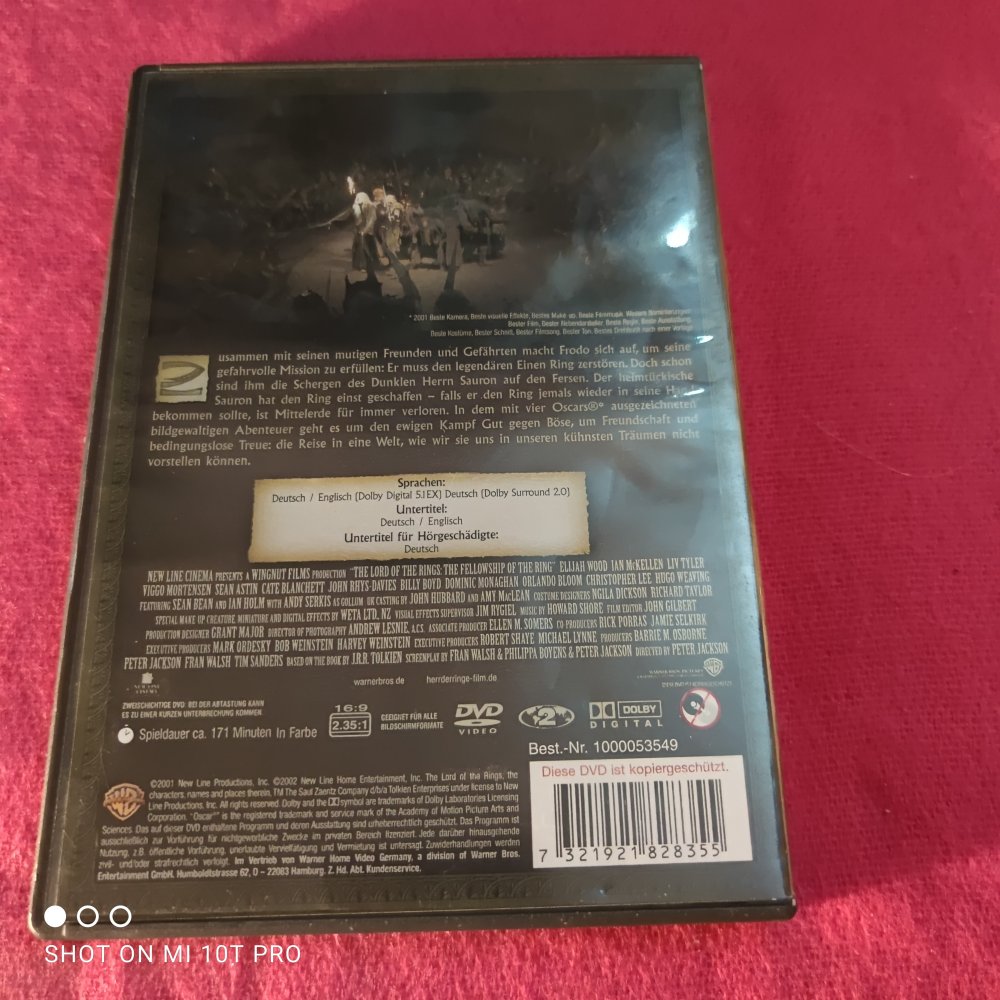 * 2001 Beste Kamera, Beste visuelle Effekte, Bestes Make up, Beste Filmmusik. Weitere Nominierungen:
Bester Film, Bester Nebendarsteller, Beste Regie, Beste Ausstattung,
Beste Kostüme, Bester Schnitt, Bester Filmsong, Bester Ton, Bestes Drehbuch nach einer Vorlage
Zusammen mit seinen mutigen Freunden und Gefährten macht Frodo sich auf, um seine
gefahrvolle Mission zu erfüllen: Er muss den legendären Einen Ring zerstören. Doch schon
sind ihm die Schergen des Dunklen Herrn Sauron auf den Fersen. Der heimtückische
Sauron hat den Ring einst geschaffen – falls er den Ring jemals wieder in seine Hand
bekommen sollte, ist Mittelerde für immer verloren. In dem mit vier Oscars®* ausgezeichneten
bildgewaltigen Abenteuer geht es um den ewigen Kampf Gut gegen Böse, um Freundschaft und
bedingungslose Treue: die Reise in eine Welt, wie wir sie uns in unseren kühnsten Träumen nicht
vorstellen können.
Sprachen:
Deutsch / Englisch (Dolby Digital 5.1 EX) Deutsch (Dolby Surround 2.0)
Untertitel:
Deutsch / Englisch
Untertitel für Hörgeschädigte:
Deutsch
NEW LINE CINEMA PRESENTS A WINGNUT FILMS PRODUCTION "THE LORD OF THE RINGS: THE FELLOWSHIP OF THE RING" ELIJAH WOOD IAN McKELLEN LIV TYLER
VIGGO MORTENSEN SEAN ASTIN CATE BLANCHETT JOHN RHYS-DAVIES BILLY BOYD DOMINIC MONAGHAN ORLANDO BLOOM CHRISTOPHER LEE HUGO WEAVING
FEATURING SEAN BEAN AND IAN HOLM WITH ANDY SERKIS AS GOLLUM UK CASTING BY JOHN HUBBARD AND AMY MacLEAN COSTUME DESIGNERS NGILA DICKSON RICHARD TAYLOR
SPECIAL MAKE UP, CREATURE, MINIATURE AND DIGITAL EFFECTS BY WETA LTD. NZ VISUAL EFFECTS SUPERVISOR JIM RYGIEL MUSIC BY HOWARD SHORE FILM EDITOR JOHN GILBERT
PRODUCTION DESIGNER GRANT MAJOR DIRECTOR OF PHOTOGRAPHY ANDREW LESNIE, A.C.S. ASSOCIATE PRODUCER ELLEN M. SOMERS CO PRODUCERS RICK PORRAS JAMIE SELKIRK
EXECUTIVE PRODUCERS MARK ORDESKY BOB WEINSTEIN HARVEY WEINSTEIN EXECUTIVE PRODUCERS ROBERT SHAYE MICHAEL LYNNE PRODUCERS BARRIE M. OSBORNE
PETER JACKSON FRAN WALSH TIM SANDERS BASED ON THE BOOK BY J.R.R. TOLKIEN SCREENPLAY BY FRAN WALSH & PHILIPPA BOYENS & PETER JACKSON DIRECTED BY PETER JACKSON
NEW LINE
CINEMA
warnerbros.de herrderringe-film.de
WARNER BROS. PICTURES
DIESE DVD IST KOPIERGESCHÜTZT
ZWEISCHICHTIGE DVD: BEI DER ABTASTUNG KANN
ES ZU EINER KURZEN UNTERBRECHUNG KOMMEN.
Spieldauer ca. 171 Minuten In Farbe
16:9
2.35:1
GEEIGNET FÜR ALLE
BILDSCHIRMFORMATE
DVD
VIDEO
2
DOLBY
DIGITAL
Best.-Nr. 1000053549
Diese DVD ist kopiergeschützt.
7 321921 828355
©2001 New Line Productions, Inc. ©2002 New Line Home Entertainment, Inc. The Lord of the Rings, the
characters, names and places therein, TM The Saul Zaentz Company d/b/a Tolkien Enterprises under license to New
Line Productions, Inc. All rights reserved. Dolby and the DD symbol are trademarks of Dolby Laboratories Licensing
Corporation. "Oscar®" is the registered trademark and service mark of the Academy of Motion Picture Arts and
Sciences. Das auf dieser DVD enthaltene Programm und deren Ausstattung sind urheberrechtlich geschützt. Das Programm ist
ausschließlich zur Vorführung für nichtgewerbliche Zwecke im privaten Bereich lizenziert. Jede darüber hinausgehende
Nutzung, z.B. öffentliche Vorführung, unerlaubte Vervielfältigung und Vermietung ist untersagt. Zuwiderhandlungen werden
zivil- und/oder strafrechtlich verfolgt. Im Vertrieb von Warner Home Video Germany, a division of Warner Bros.
Entertainment GmbH. Humboldtstrasse 62, D – 22083 Hamburg. Z. Hd. Abt. Kundenservice.
SHOT ON MI 10T PRO